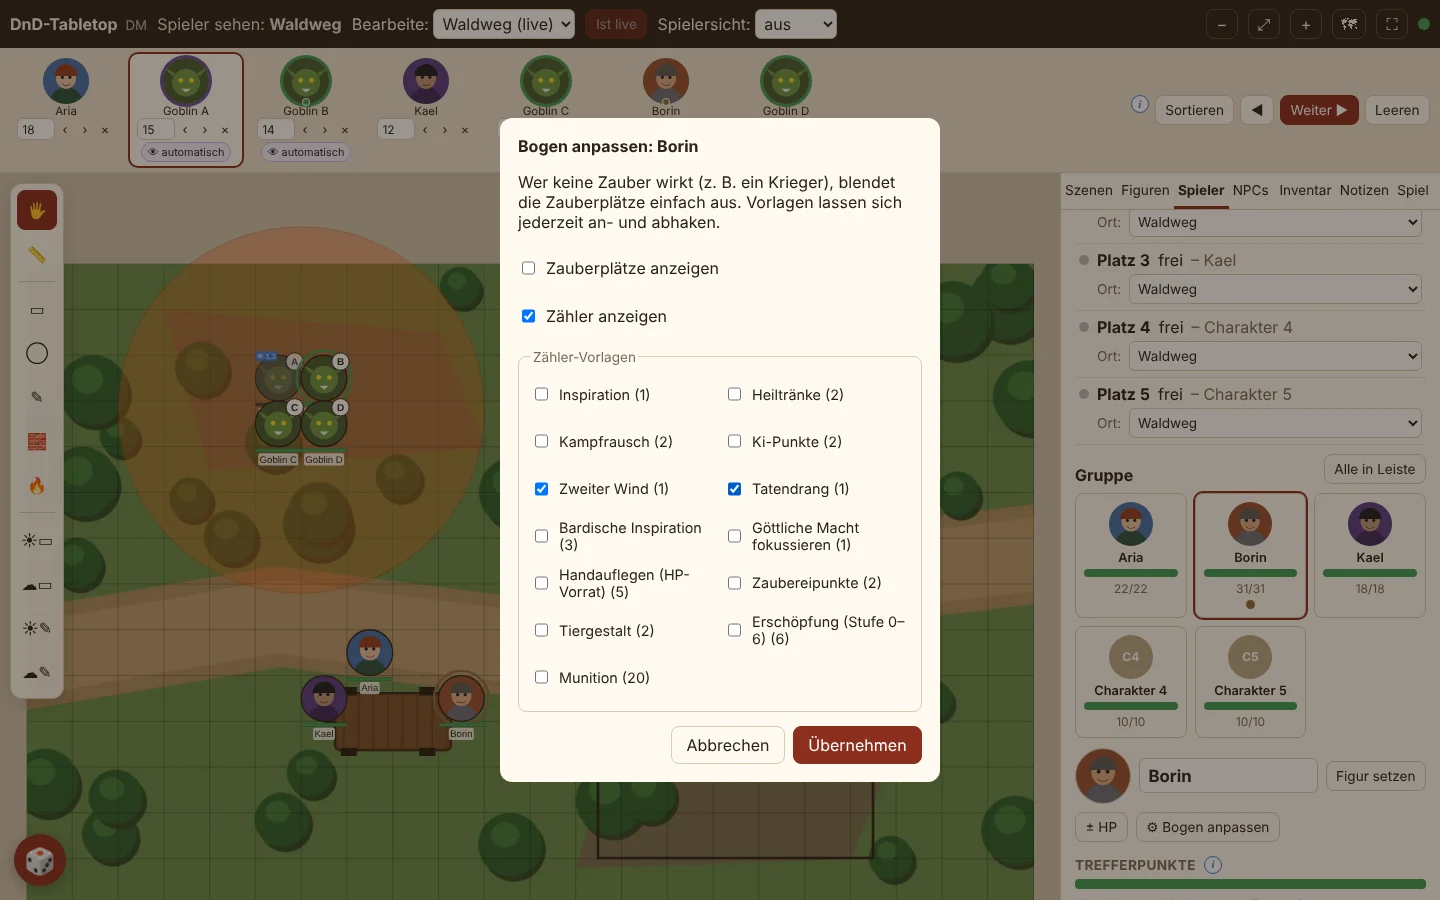 DnD-Tabletop DM Spieler sehen: Waldweg Bearbeite: Waldweg (live) Ist live Spielersicht: aus
Aria Goblin A Goblin B Kael Goblin C Borin Goblin D
18 15 14 12
automatisch automatisch
Sortieren Weiter Leeren
Szenen Figuren Spieler NPCs Inventar Notizen Spiel
Ort: Waldweg
Platz 3 frei – Kael
Ort: Waldweg
Platz 4 frei – Charakter 4
Ort: Waldweg
Platz 5 frei – Charakter 5
Ort: Waldweg
Gruppe Alle in Leiste
Aria Borin Kael
22/22 31/31 18/18
C4 C5
Charakter 4 Charakter 5
10/10 10/10
Borin Figur setzen
± HP Bogen anpassen
TREFFERPUNKTE
A B
C D
Goblin C Goblin D
Aria
Kael Borin
Bogen anpassen: Borin
Wer keine Zauber wirkt (z. B. ein Krieger), blendet
die Zauberplätze einfach aus. Vorlagen lassen sich
jederzeit an- und abhaken.
Zauberplätze anzeigen
Zähler anzeigen
Zähler-Vorlagen
Inspiration (1) Heiltränke (2)
Kampfrausch (2) Ki-Punkte (2)
Zweiter Wind (1) Tatendrang (1)
Bardische Inspiration
(3)
Göttliche Macht
fokussieren (1)
Handauflegen (HP-
Vorrat) (5)
Zaubereipunkte (2)
Tiergestalt (2)
Erschöpfung (Stufe 0–
6) (6)
Munition (20)
Abbrechen Übernehmen